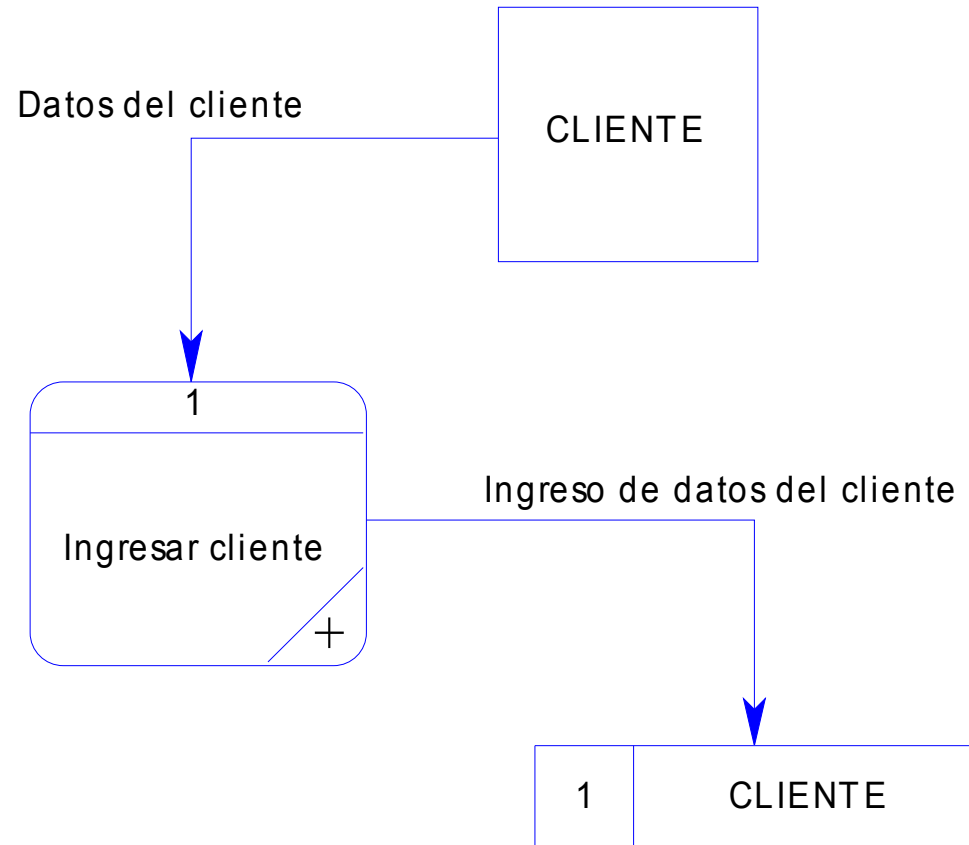 Datos del cliente
CLIENTE
1
Ingresar cliente
+
Ingreso de datos del cliente
1
CLIENTE